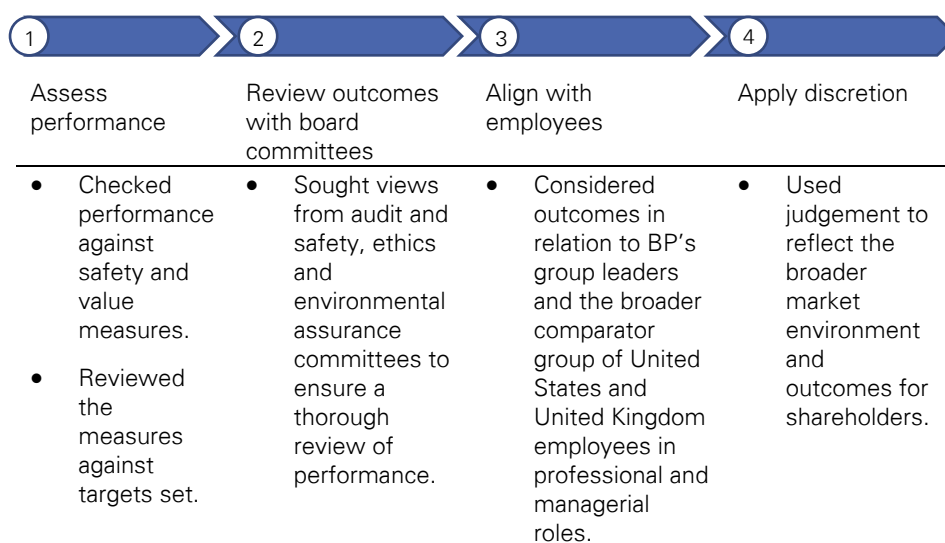 1
2
3
4
Assess
performance
Review outcomes
with board
committees
Align with
employees
Apply discretion
• Checked
performance
against
safety and
value
measures.
• Reviewed
the
measures
against
targets set.
• Sought views
from audit and
safety, ethics
and
environmental
assurance
committees to
ensure a
thorough
review of
performance.
• Considered
outcomes in
relation to BP's
group leaders
and the broader
comparator
group of United
States and
United Kingdom
employees in
professional and
managerial
roles.
• Used
judgement to
reflect the
broader
market
environment
and
outcomes for
shareholders.